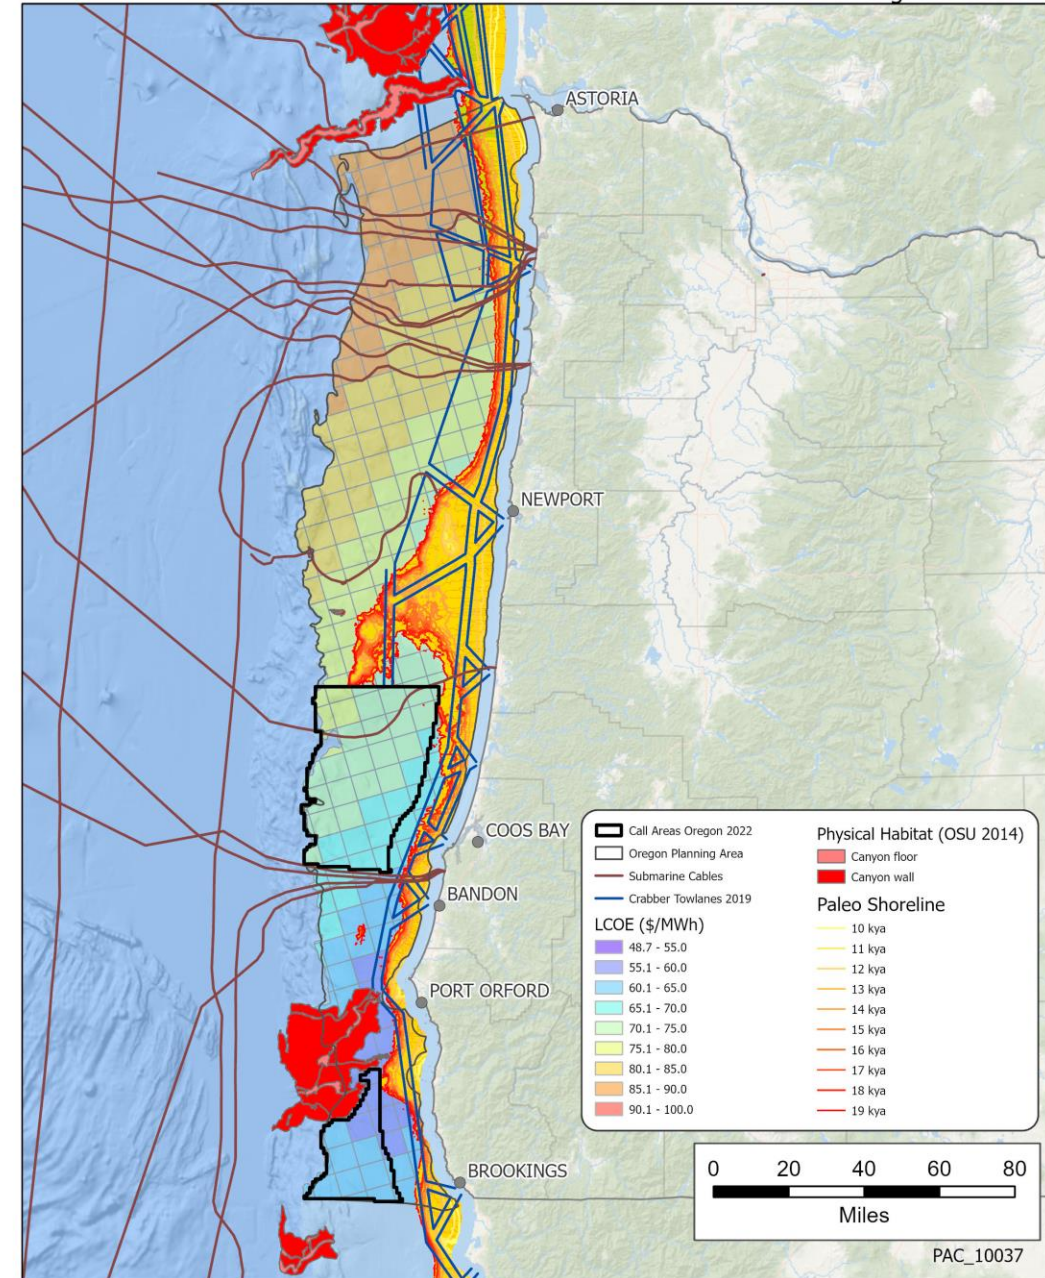 ASTORIA
NEWPORT
COOS BAY
BANDON
PORT ORFORD
BROOKINGS
Call Areas Oregon 2022
Oregon Planning Area
Submarine Cables
Crabber Towlanes 2019
LCOE ($/MWh)
48.7 - 55.0
55.1 - 60.0
60.1 - 65.0
65.1 - 70.0
70.1 - 75.0
75.1 - 80.0
80.1 - 85.0
85.1 - 90.0
90.1 - 100.0
Physical Habitat (OSU 2014)
Canyon floor
Canyon wall
Paleo Shoreline
10 kya
11 kya
12 kya
13 kya
14 kya
15 kya
16 kya
17 kya
18 kya
19 kya
0 20 40 60 80
Miles
PAC_10037